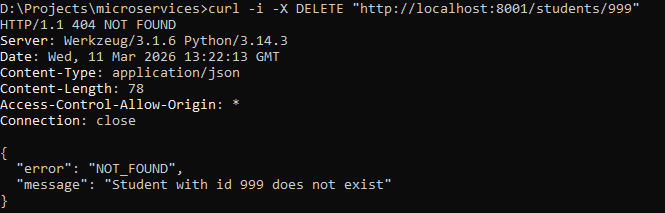 D:\Projects\microservices>curl -i -X DELETE "http://localhost:8001/students/999"
HTTP/1.1 404 NOT FOUND
Server: Werkzeug/3.1.6 Python/3.14.3
Date: Wed, 11 Mar 2026 13:22:13 GMT
Content-Type: application/json
Content-Length: 78
Access-Control-Allow-Origin: *
Connection: close

{
  "error": "NOT_FOUND",
  "message": "Student with id 999 does not exist"
}